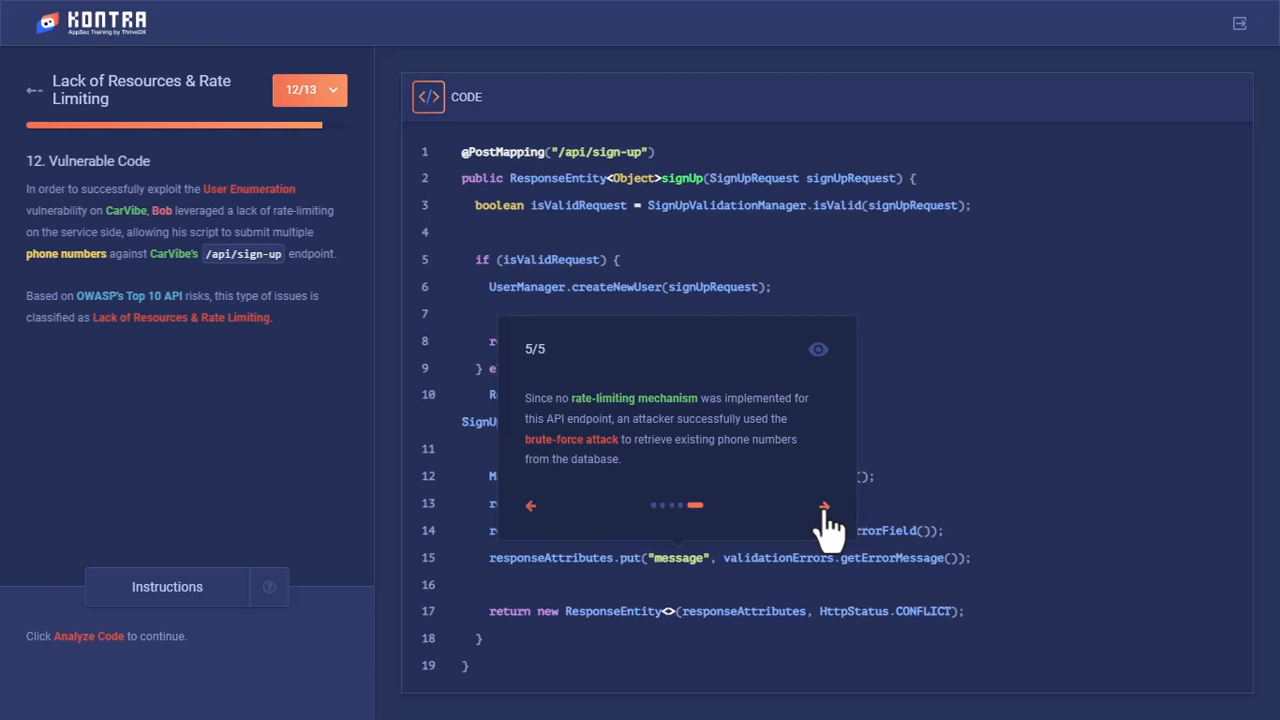 KONTRA
AppSec Training by ThriveDX
Lack of Resources & Rate
Limiting
12/13
12. Vulnerable Code
In order to successfully exploit the User Enumeration
vulnerability on CarVibe, Bob leveraged a lack of rate-limiting
on the service side, allowing his script to submit multiple
phone numbers against CarVibe's /api/sign-up endpoint.
Based on OWASP's Top 10 API risks, this type of issues is
classified as Lack of Resources & Rate Limiting.
Instructions
?
Click Analyze Code to continue.
</> CODE
1 @PostMapping("/api/sign-up")
2 public ResponseEntity<Object>signUp(SignUpRequest signUpRequest) {
3 boolean isValidRequest = SignUpValidationManager.isValid(signUpRequest);
4
5 if (isValidRequest) {
6 UserManager.createNewUser(signUpRequest);
7
8
9 }
10
11
12 ();
13
14 rorField());
15 responseAttributes.put("message", validationErrors.getErrorMessage());
16
17 return new ResponseEntity<>(responseAttributes, HttpStatus.CONFLICT);
18 }
19 }
5/5
Since no rate-limiting mechanism was implemented for
this API endpoint, an attacker successfully used the
brute-force attack to retrieve existing phone numbers
from the database.